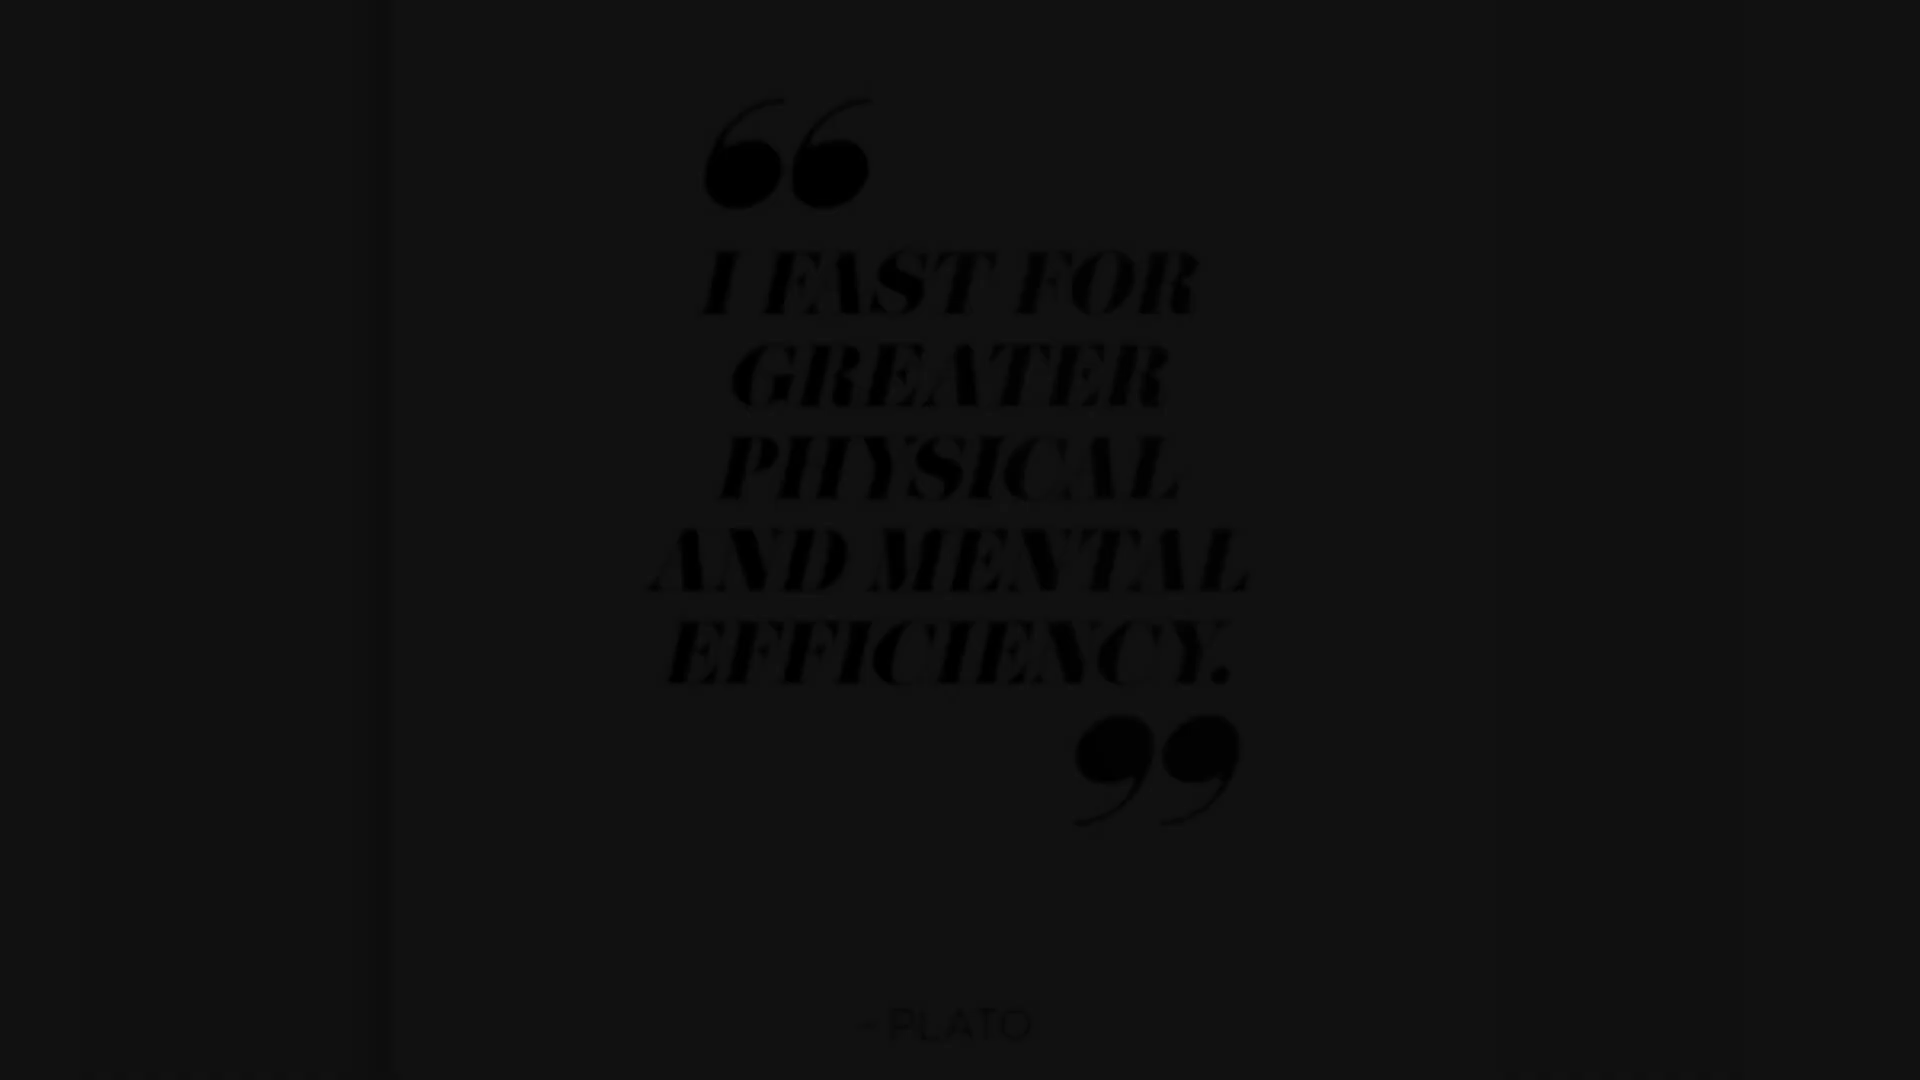 “
I FAST FOR
GREATER
PHYSICAL
AND MENTAL
EFFICIENCY.
”
- PLATO